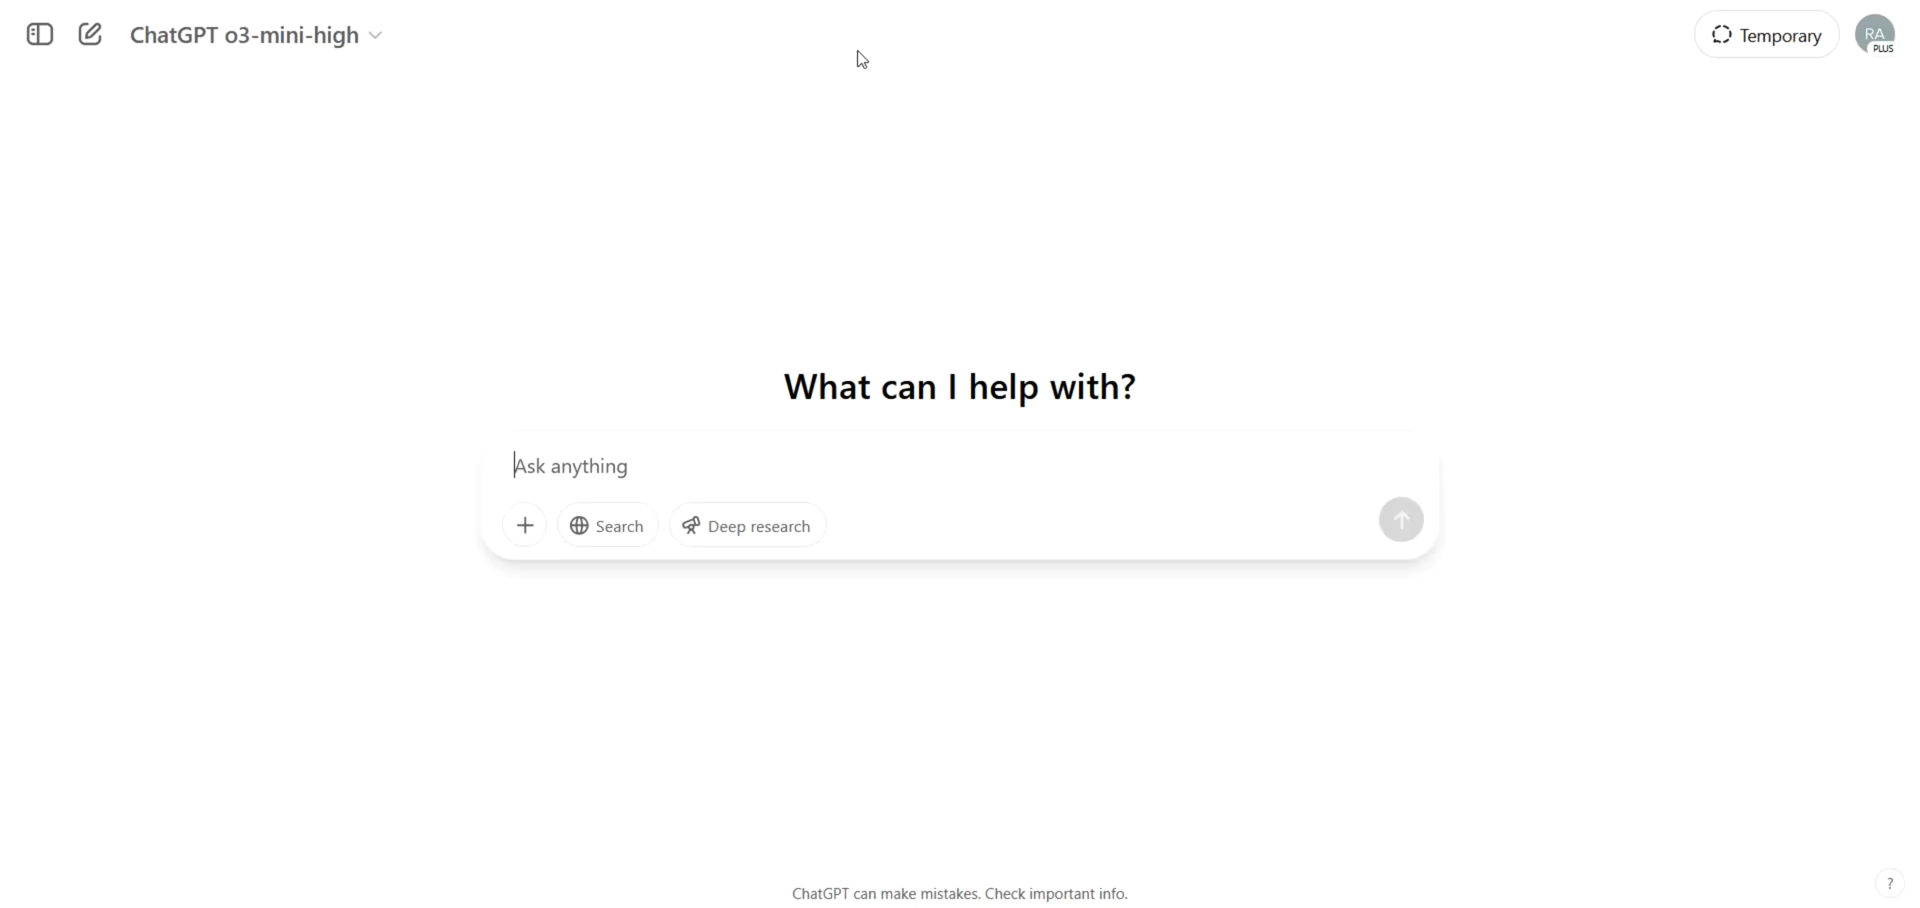 ChatGPT o3-mini-high
Temporary
RA
PLUS
What can I help with?
Ask anything
Search
Deep research
ChatGPT can make mistakes. Check important info.
?